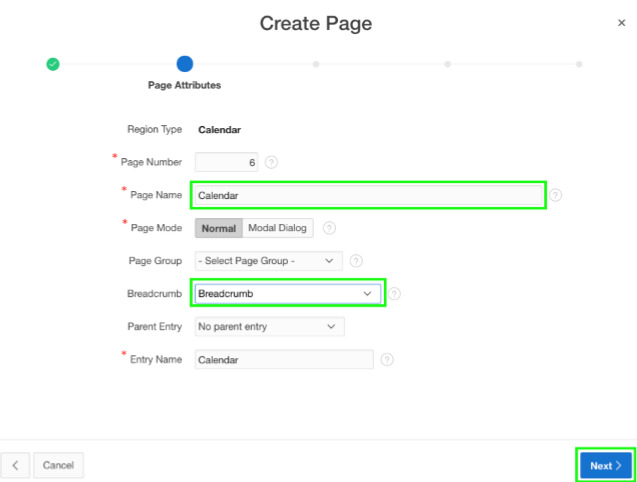 Create Page
×
Page Attributes
Region Type Calendar
* Page Number 6 ?
* Page Name Calendar ?
* Page Mode Normal Modal Dialog ?
Page Group - Select Page Group - ?
Breadcrumb Breadcrumb ?
Parent Entry No parent entry
* Entry Name Calendar ?
< Cancel Next >